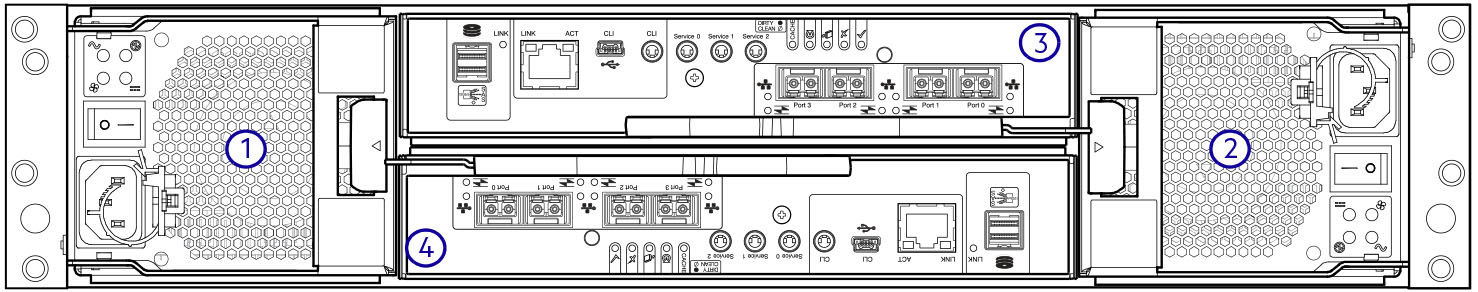 DIRTY
CLEAN
CACHE
LINK
LINK ACT
CLI
CLI
Service 0 Service 1 Service 2
3
Port 3 Port 2 Port 1 Port 0
1
2
Port 0 Port 1 Port 2 Port 3
4
CACHE
DIRTY
CLEAN
Service 2 Service 1 Service 0
CLI
CLI
ACT LINK
LINK